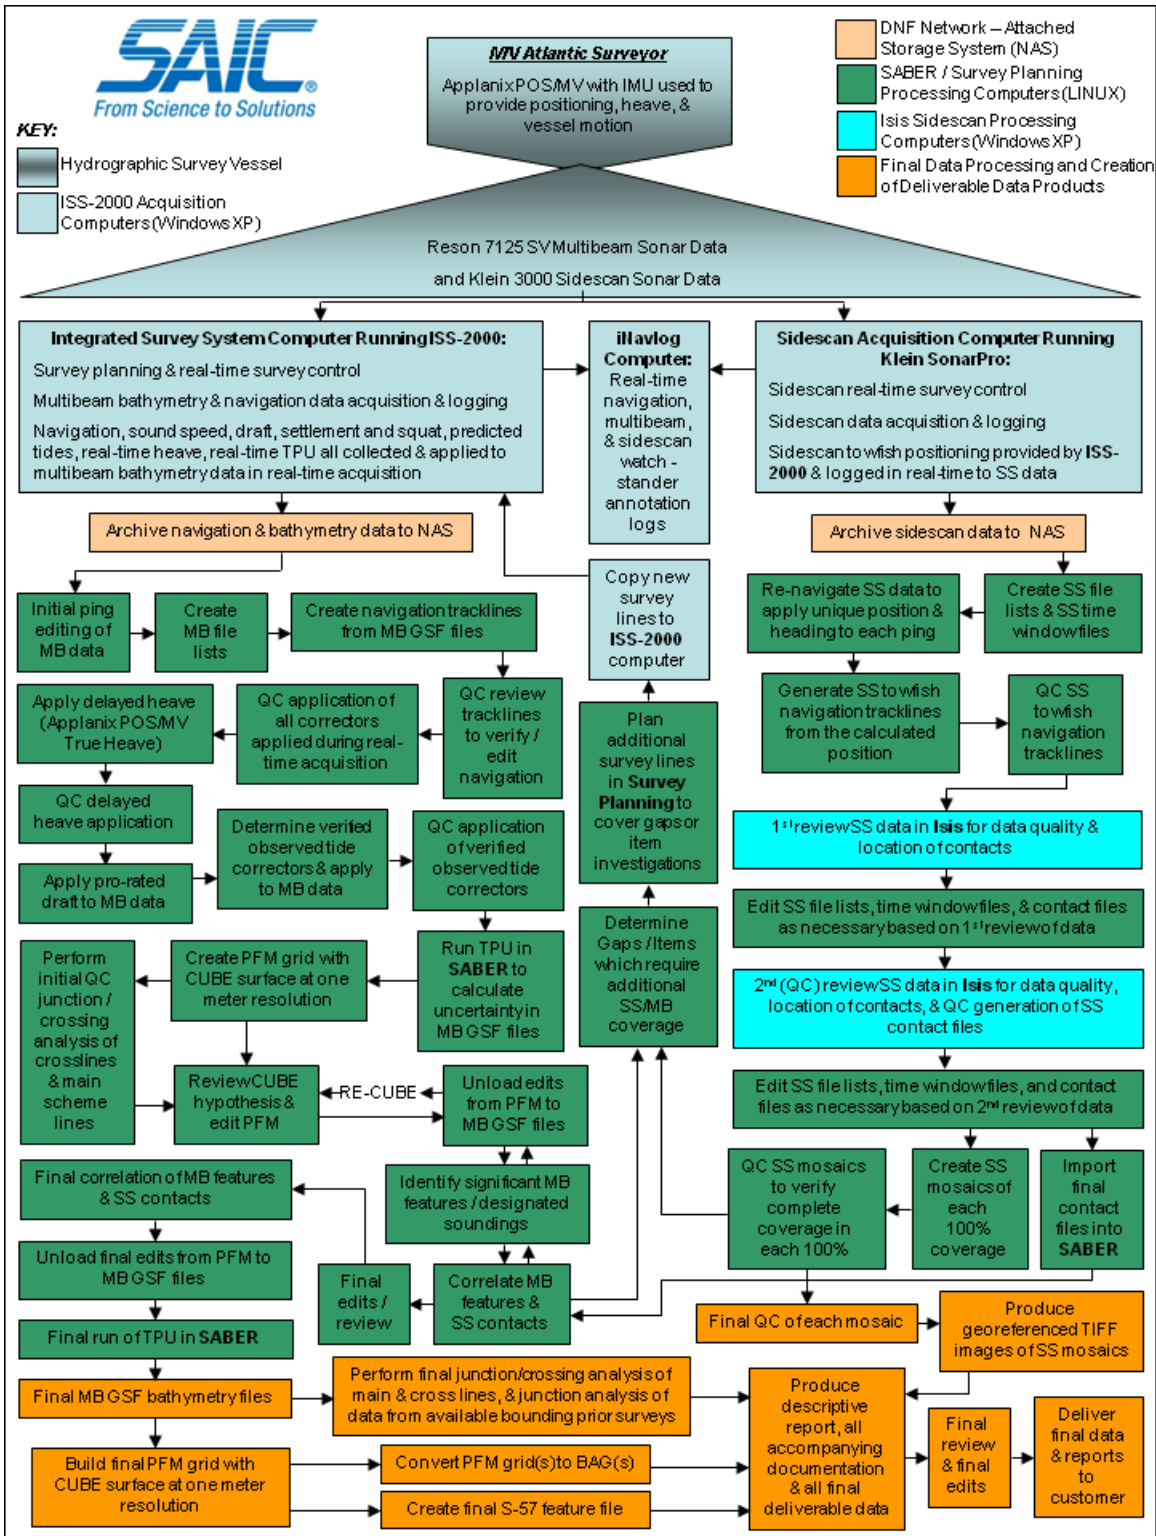 SAIC
From Science to Solutions
KEY:
Hydrographic Survey Vessel
ISS-2000 Acquisition
Computers (Windows XP)
M/V Atlantic Surveyor
Applanix POS/MV with IMU used to
provide positioning, heave, &
vessel motion
DNF Network – Attached
Storage System (NAS)
SABER / Survey Planning
Processing Computers (LINUX)
Isis Sidescan Processing
Computers (Windows XP)
Final Data Processing and Creation
of Deliverable Data Products
Reson 7125 SV Multibeam Sonar Data
and Klein 3000 Sidescan Sonar Data
Integrated Survey System Computer Running ISS-2000:
Survey planning & real-time survey control
Multibeam bathymetry & navigation data acquisition & logging
Navigation, sound speed, draft, settlement and squat, predicted
tides, real-time heave, real-time TPU all collected & applied to
multibeam bathymetry data in real-time acquisition
iNavlog
Computer:
Real-time
navigation,
multibeam,
& sidescan
watch -
stander
annotation
logs
Sidescan Acquisition Computer Running
Klein SonarPro:
Sidescan real-time survey control
Sidescan data acquisition & logging
Sidescan towfish positioning provided by ISS-
2000 & logged in real-time to SS data
Archive navigation & bathymetry data to NAS
Archive sidescan data to NAS
Initial ping
editing of
MB data
Create
MB file
lists
Create navigation tracklines
from MB GSF files
Copy new
survey
lines to
ISS-2000
computer
Re-navigate SS data to
apply unique position &
heading to each ping
Create SS file
lists & SS time
window files
Apply delayed heave
(Applanix POS/MV
True Heave)
QC application of
all correctors
applied during real-
time acquisition
QC review
tracklines
to verify /
edit
navigation
Generate SS towfish
navigation tracklines
from the calculated
position
QC SS
towfish
navigation
tracklines
Plan
additional
survey lines
in Survey
Planning to
cover gaps or
item
investigations
QC delayed
heave application
Determine verified
observed tide
correctors & apply
to MB data
QC application
of verified
observed tide
correctors
Apply pro-rated
draft to MB data
1st review SS data in Isis for data quality &
location of contacts
Edit SS file lists, time window files, & contact files
as necessary based on 1st review of data
Perform
initial QC
junction /
crossing
analysis of
crosslines
& main
scheme
lines
Create PFM grid with
CUBE surface at one
meter resolution
Run TPU in
SABER to
calculate
uncertainty in
MB GSF files
Determine
Gaps / Items
which require
additional
SS/MB
coverage
2nd (QC) review SS data in Isis for data quality,
location of contacts, & QC generation of SS
contact files
Review CUBE
hypothesis &
edit PFM
RE-CUBE
Unload edits
from PFM to
MB GSF files
Edit SS file lists, time window files, and contact
files as necessary based on 2nd review of data
Final correlation of MB features
& SS contacts
Identify significant MB
features / designated
soundings
QC SS mosaics
to verify
complete
coverage in
each 100%
Create SS
mosaics of
each
100%
coverage
Import
final
contact
files into
SABER
Unload final edits from PFM to
MB GSF files
Final
edits /
review
Correlate MB
features &
SS contacts
Final run of TPU in SABER
Final QC of each mosaic
Produce
georeferenced TIFF
images of SS mosaics
Final MB GSF bathymetry files
Perform final junction/crossing analysis of
main & cross lines, & junction analysis of
data from available bounding prior surveys
Produce
descriptive
report, all
accompanying
documentation
& all final
deliverable data
Final
review
& final
edits
Deliver
final data
& reports
to
customer
Build final PFM grid with
CUBE surface at one meter
resolution
Convert PFM grid(s) to BAG(s)
Create final S-57 feature file